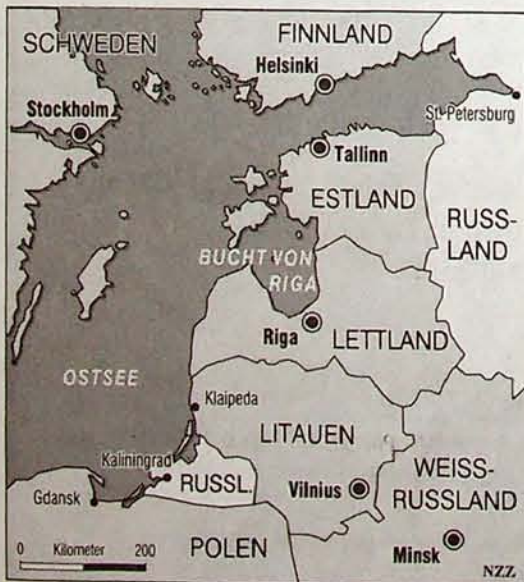 SCHWEDEN
FINNLAND
Helsinki
Stockholm
St. Petersburg
Tallinn
ESTLAND
RUSS-
LAND
BUCHT VON
RIGA
Riga
LETTLAND
OSTSEE
Klaipeda
LITAUEN
Kaliningrad
RUSSL.
WEISS-
RUSSLAND
Gdansk
Vilnius
0 Kilometer 200
POLEN
Minsk
NZZ